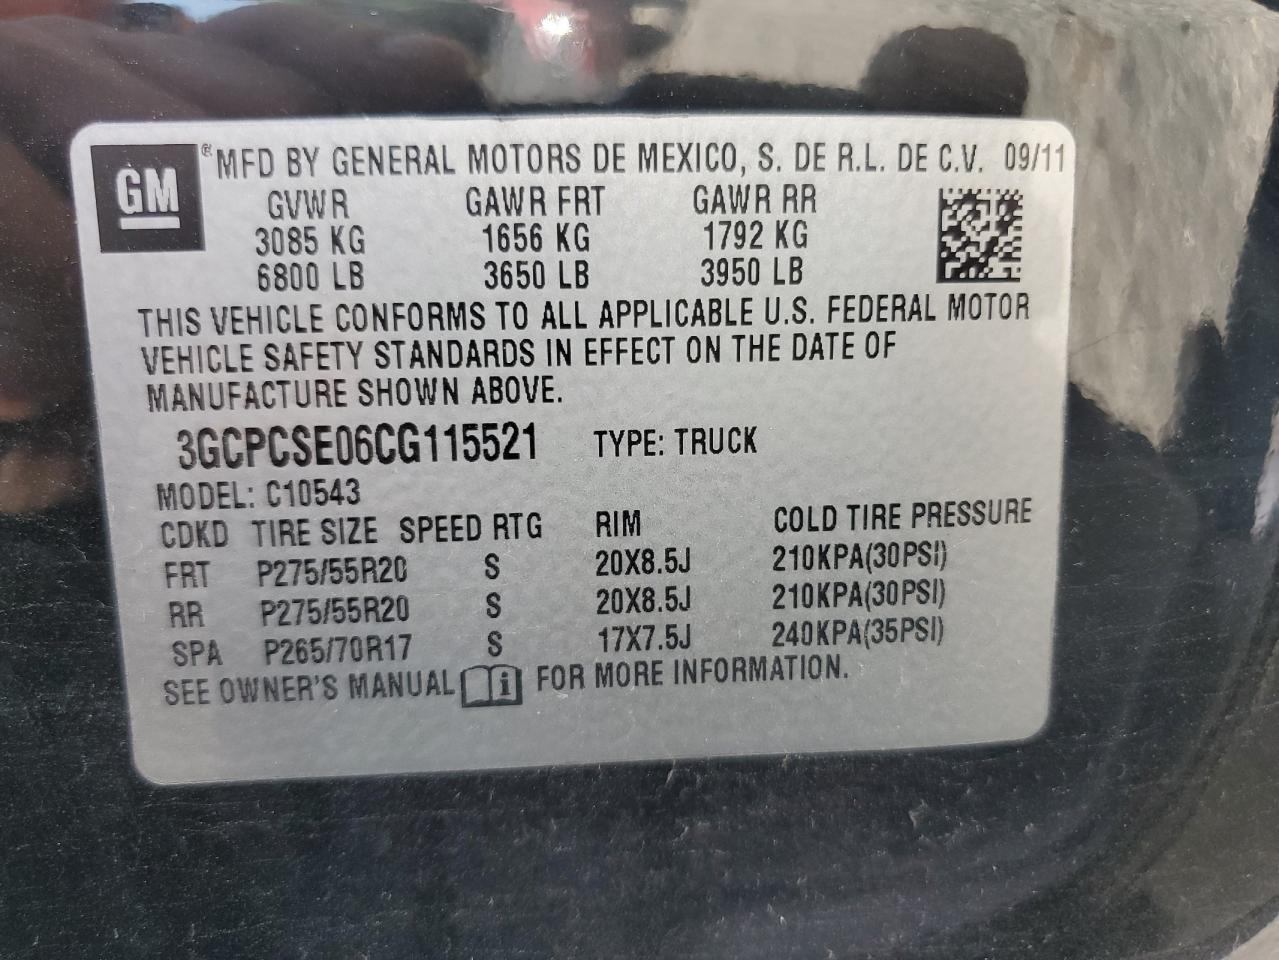 GM
® MFD BY GENERAL MOTORS DE MEXICO, S. DE R.L. DE C.V. 09/11
GVWR GAWR FRT GAWR RR
3085 KG 1656 KG 1792 KG
6800 LB 3650 LB 3950 LB
THIS VEHICLE CONFORMS TO ALL APPLICABLE U.S. FEDERAL MOTOR
VEHICLE SAFETY STANDARDS IN EFFECT ON THE DATE OF
MANUFACTURE SHOWN ABOVE.
3GCPCSE06CG115521 TYPE: TRUCK
MODEL: C10543
CDKD TIRE SIZE SPEED RTG RIM COLD TIRE PRESSURE
FRT P275/55R20 S 20X8.5J 210KPA(30PSI)
RR P275/55R20 S 20X8.5J 210KPA(30PSI)
SPA P265/70R17 S 17X7.5J 240KPA(35PSI)
SEE OWNER'S MANUAL i FOR MORE INFORMATION.